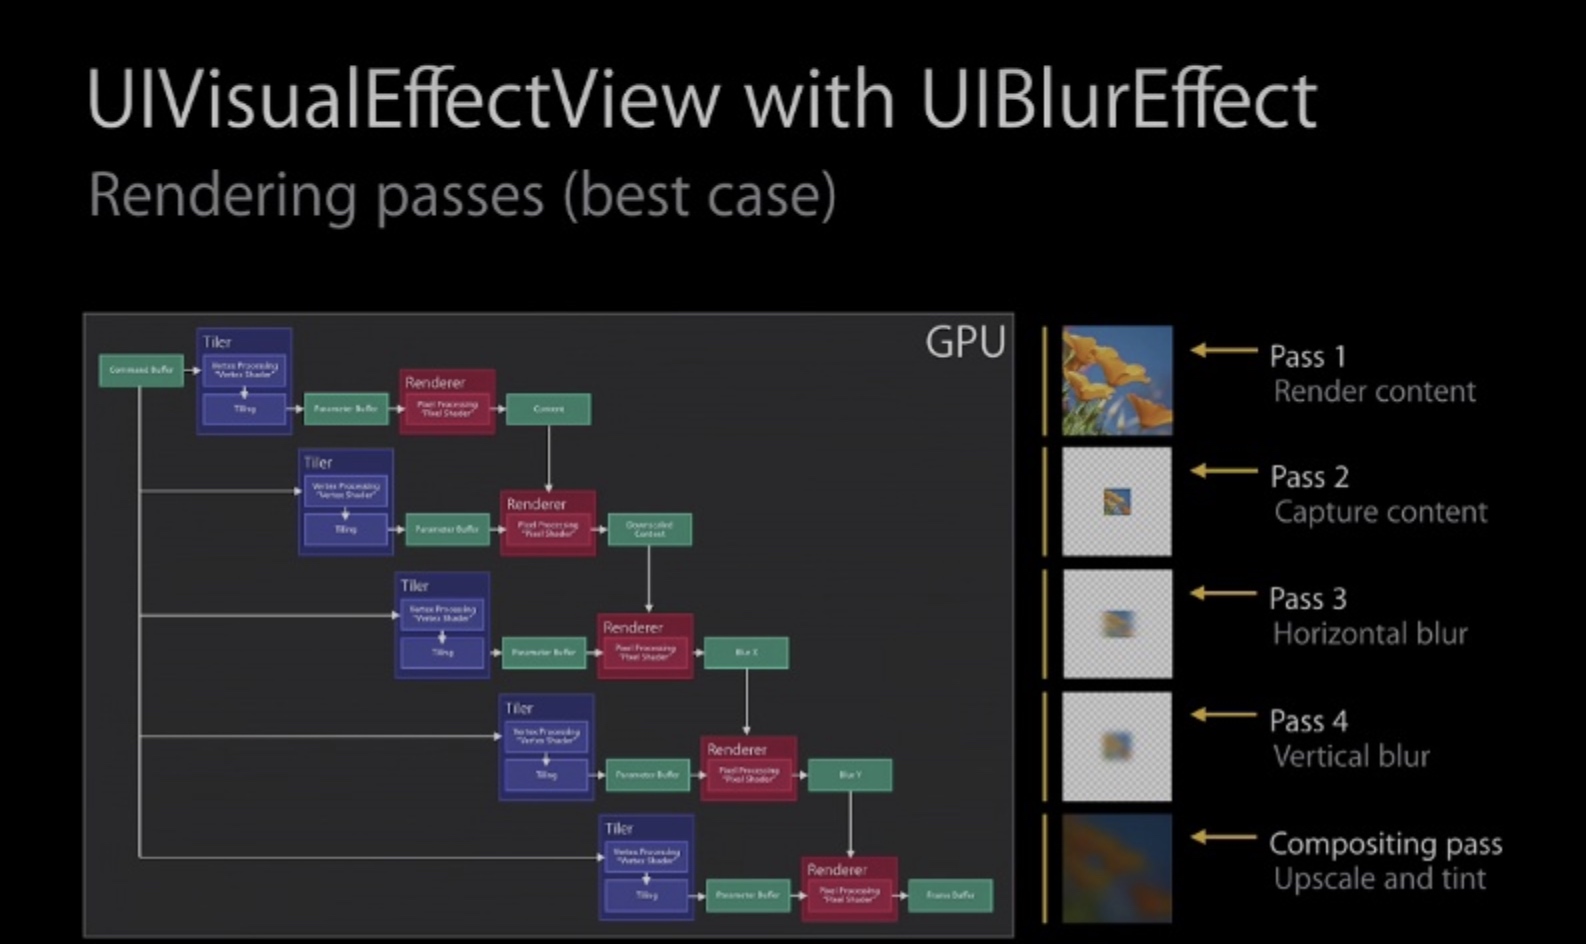 UIVisualEffectView with UIBlurEffect
Rendering passes (best case)
GPU
Command Buffer
Tiler
Vertex Processing
"Vertex Shader"
Tiling
Parameter Buffer
Renderer
Pixel Processing
"Pixel Shader"
Content
Tiler
Vertex Processing
"Vertex Shader"
Tiling
Parameter Buffer
Renderer
Pixel Processing
"Pixel Shader"
Downscaled
Content
Tiler
Vertex Processing
"Vertex Shader"
Tiling
Parameter Buffer
Renderer
Pixel Processing
"Pixel Shader"
Blur X
Tiler
Vertex Processing
"Vertex Shader"
Tiling
Parameter Buffer
Renderer
Pixel Processing
"Pixel Shader"
Blur Y
Tiler
Vertex Processing
"Vertex Shader"
Tiling
Parameter Buffer
Renderer
Pixel Processing
"Pixel Shader"
Frame Buffer
Pass 1
Render content
Pass 2
Capture content
Pass 3
Horizontal blur
Pass 4
Vertical blur
Compositing pass
Upscale and tint